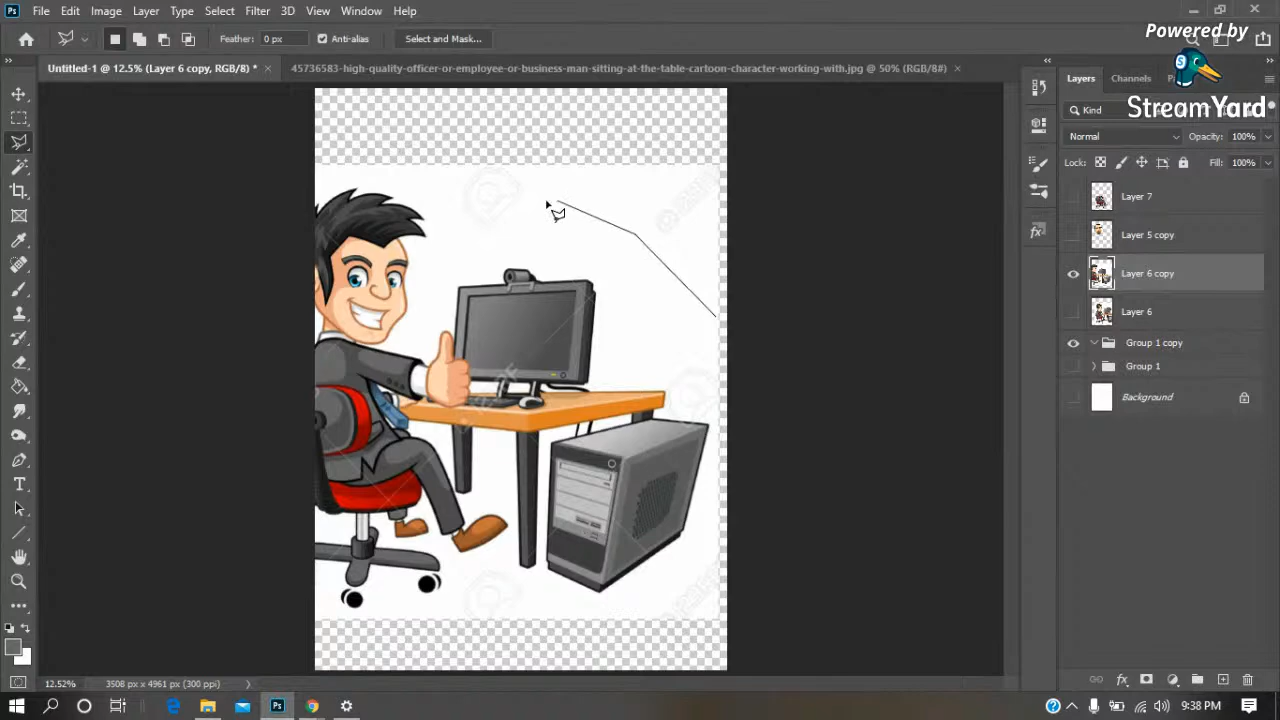 Ps File Edit Image Layer Type Select Filter 3D View Window Help
Powered by
StreamYard
Feather: 0 px Anti-alias Select and Mask...
Untitled-1 @ 12.5% (Layer 6 copy, RGB/8) * × 45736583-high-quality-officer-or-employee-or-business-man-sitting-at-the-table-cartoon-character-working-with.jpg @ 50% (RGB/8#) ×
Layers Channels
Kind
Normal Opacity: 100%
Lock: Fill: 100%
Layer 7
Layer 5 copy
Layer 6 copy
Layer 6
Group 1 copy
Group 1
Background
12.52% 3508 px x 4961 px (300 ppi)
Ps 9:38 PM